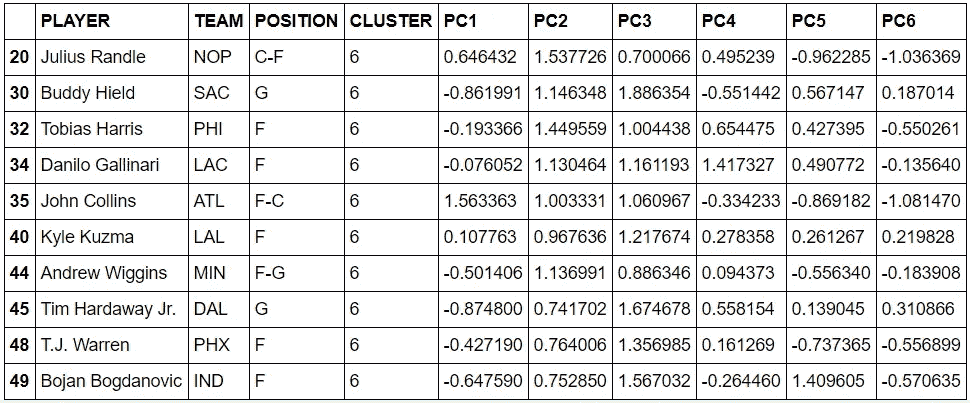 PLAYER TEAM POSITION CLUSTER PC1 PC2 PC3 PC4 PC5 PC6
20 Julius Randle NOP C-F 6 0.646432 1.537726 0.700066 0.495239 -0.962285 -1.036369
30 Buddy Hield SAC G 6 -0.861991 1.146348 1.886354 -0.551442 0.567147 0.187014
32 Tobias Harris PHI F 6 -0.193366 1.449559 1.004438 0.654475 0.427395 -0.550261
34 Danilo Gallinari LAC F 6 -0.076052 1.130464 1.161193 1.417327 0.490772 -0.135640
35 John Collins ATL F-C 6 1.563363 1.003331 1.060967 -0.334233 -0.869182 -1.081470
40 Kyle Kuzma LAL F 6 0.107763 0.967636 1.217674 0.278358 0.261267 0.219828
44 Andrew Wiggins MIN F-G 6 -0.501406 1.136991 0.886346 0.094373 -0.556340 -0.183908
45 Tim Hardaway Jr. DAL G 6 -0.874800 0.741702 1.674678 0.558154 0.139045 0.310866
48 T.J. Warren PHX F 6 -0.427190 0.764006 1.356985 0.161269 -0.737365 -0.556899
49 Bojan Bogdanovic IND F 6 -0.647590 0.752850 1.567032 -0.264460 1.409605 -0.570635